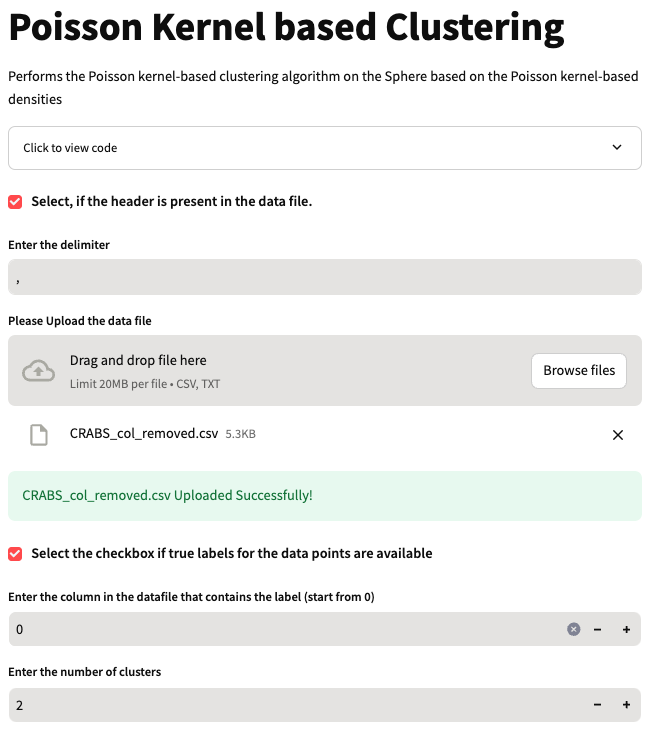 Poisson Kernel based Clustering
Performs the Poisson kernel-based clustering algorithm on the Sphere based on the Poisson kernel-based
densities
Click to view code
Select, if the header is present in the data file.
Enter the delimiter
,
Please Upload the data file
Drag and drop file here
Limit 20MB per file • CSV, TXT
Browse files
CRABS_col_removed.csv 5.3KB
CRABS_col_removed.csv Uploaded Successfully!
Select the checkbox if true labels for the data points are available
Enter the column in the datafile that contains the label (start from 0)
0
Enter the number of clusters
2